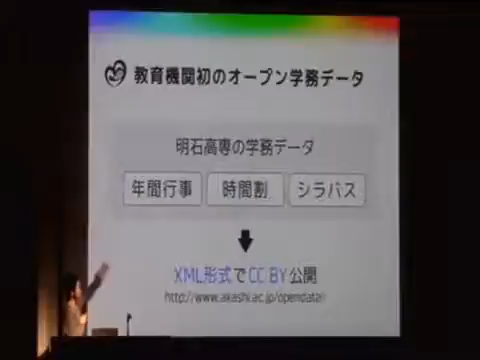 教育機関初のオープン学務データ
明石高専の学務データ
年間行事
時間割
シラバス
XML形式でCC BY公開
http://www.akashi.ac.jp/opendata/